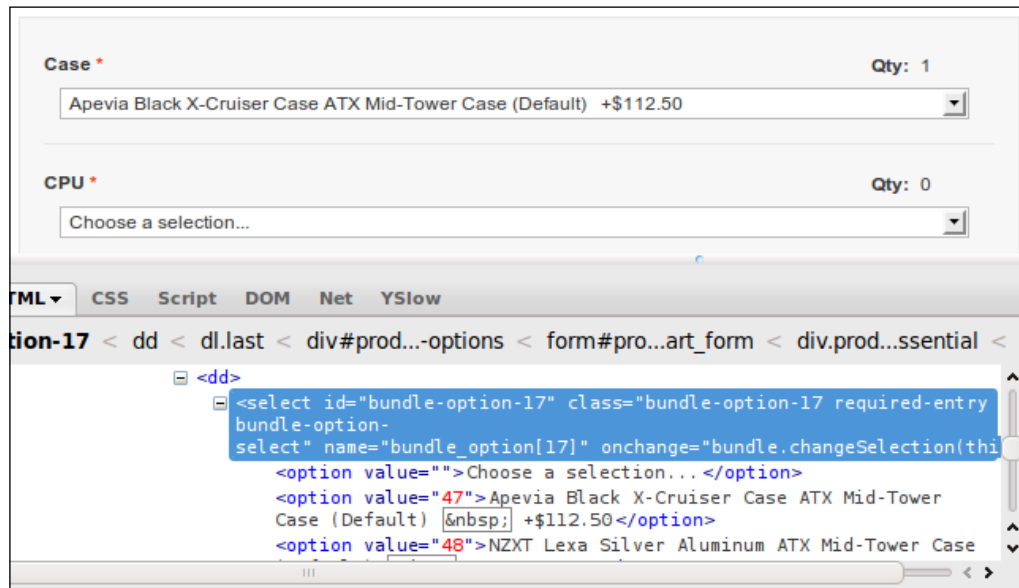 Case *
Qty: 1
Apevia Black X-Cruiser Case ATX Mid-Tower Case (Default) +$112.50
CPU *
Qty: 0
Choose a selection...
TML CSS Script DOM Net YSlow
tion-17 < dd < dl.last < div#prod...-options < form#pro...art_form < div.prod...ssential <
<dd>
<select id="bundle-option-17" class="bundle-option-17 required-entry
bundle-option-
select" name="bundle_option[17]" onchange="bundle.changeSelection(thi
<option value="">Choose a selection...</option>
<option value="47">Apevia Black X-Cruiser Case ATX Mid-Tower
Case (Default) &nbsp; +$112.50</option>
<option value="48">NZXT Lexa Silver Aluminum ATX Mid-Tower Case